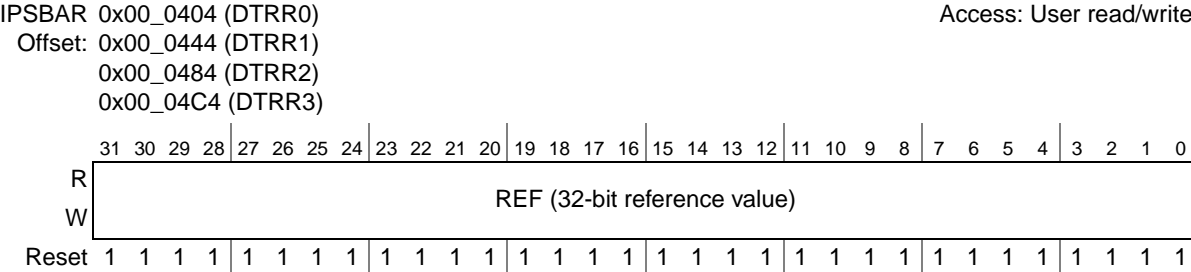 IPSBAR 0x00_0404 (DTRR0) Access: User read/write
Offset: 0x00_0444 (DTRR1)
0x00_0484 (DTRR2)
0x00_04C4 (DTRR3)
31 30 29 28 27 26 25 24 23 22 21 20 19 18 17 16 15 14 13 12 11 10 9 8 7 6 5 4 3 2 1 0
R
REF (32-bit reference value)
W
Reset 1 1 1 1 1 1 1 1 1 1 1 1 1 1 1 1 1 1 1 1 1 1 1 1 1 1 1 1 1 1 1 1